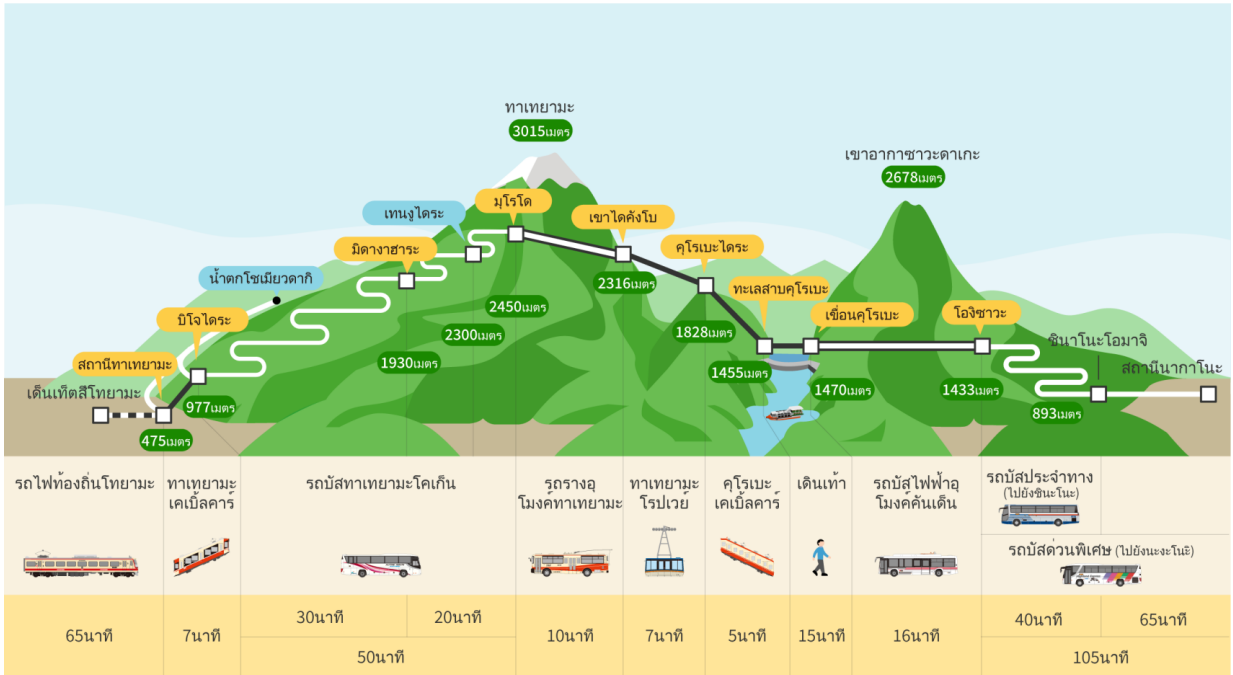 ทาเทยามะ
3015เมตร
เขาอากาซาวะดาเกะ
2678เมตร
มุโรโด
เทนงูไดระ
เขาไดคังโบ
มิดางาฮาระ
คุโรเบะไดระ
น้ำตกโชเมียวดากิ
2316เมตร
ทะเลสาบคุโรเบะ
2450เมตร
บิโจไดระ
เขื่อนคุโรเบะ
โองิซาวะ
2300เมตร
1828เมตร
ชินาโนะโอมาจิ
สถานีทาเทยามะ
1930เมตร
สถานีนากาโนะ
1455เมตร
เด็นเท็ตสึโทยามะ
1470เมตร
1433เมตร
977เมตร
893เมตร
475เมตร
รถไฟท้องถิ่นโทยามะ
ทาเทยามะ
เคเบิ้ลคาร์
รถบัสทาเทยามะโคเก็น
รถรางอุ
โมงค์ทาเทยามะ
ทาเทยามะ
โรปเวย์
คุโรเบะ
เคเบิ้ลคาร์
เดินเท้า
รถบัสไฟฟ้าอุ
โมงค์คันเด็น
รถบัสประจำทาง
(ไปยังชินะโนะ)
รถบัสด่วนพิเศษ (ไปยังนะงะโนะ)
65นาที
7นาที
30นาที
20นาที
50นาที
10นาที
7นาที
5นาที
15นาที
16นาที
40นาที
65นาที
105นาที